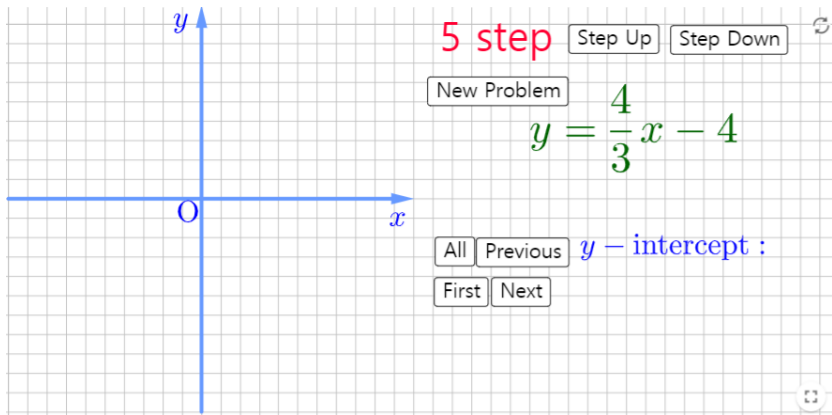 y
5 step Step Up Step Down
New Problem
y = 4/3 x − 4
O
x
All Previous y − intercept :
First Next